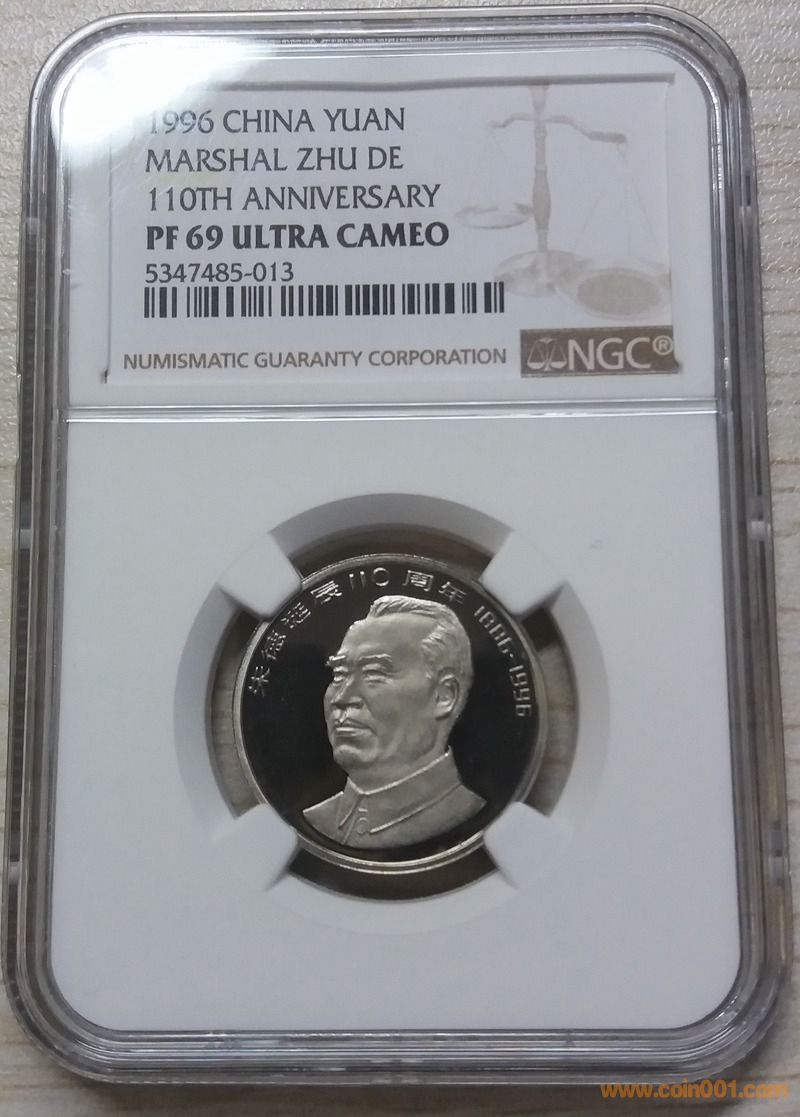 1996 CHINA YUAN
MARSHAL ZHU DE
110TH ANNIVERSARY
PF 69 ULTRA CAMEO
5347485-013
NUMISMATIC GUARANTY CORPORATION
NGC®
朱德诞辰110周年 1886-1996
www.coin001.com